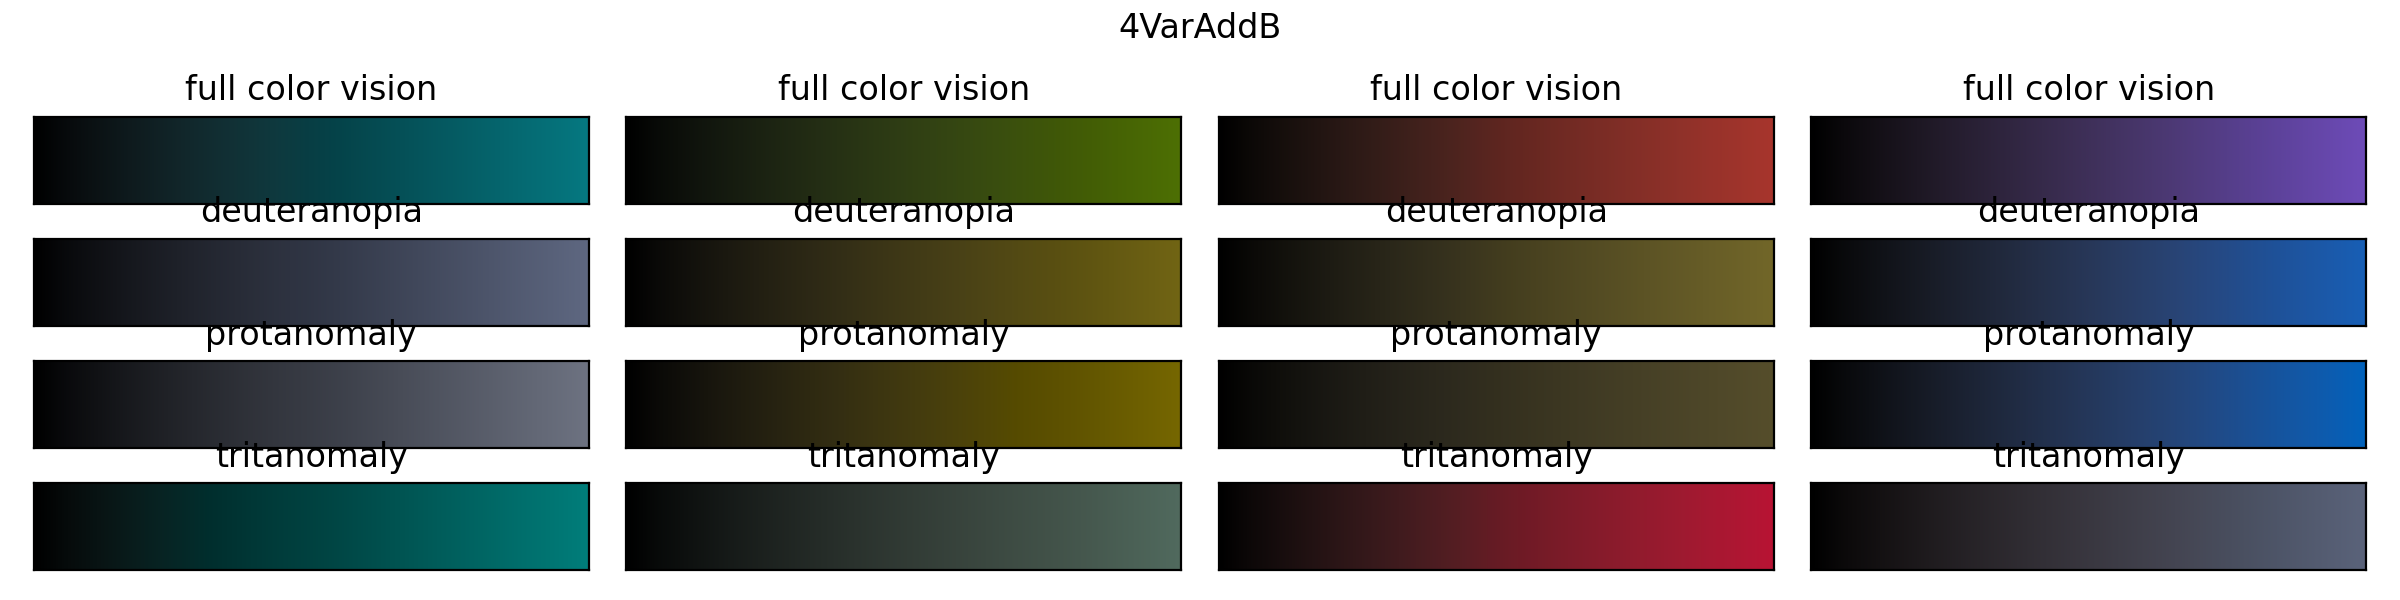 4VarAddB
full color vision full color vision full color vision full color vision
deuteranopia deuteranopia deuteranopia deuteranopia
protanomaly protanomaly protanomaly protanomaly
tritanomaly tritanomaly tritanomaly tritanomaly